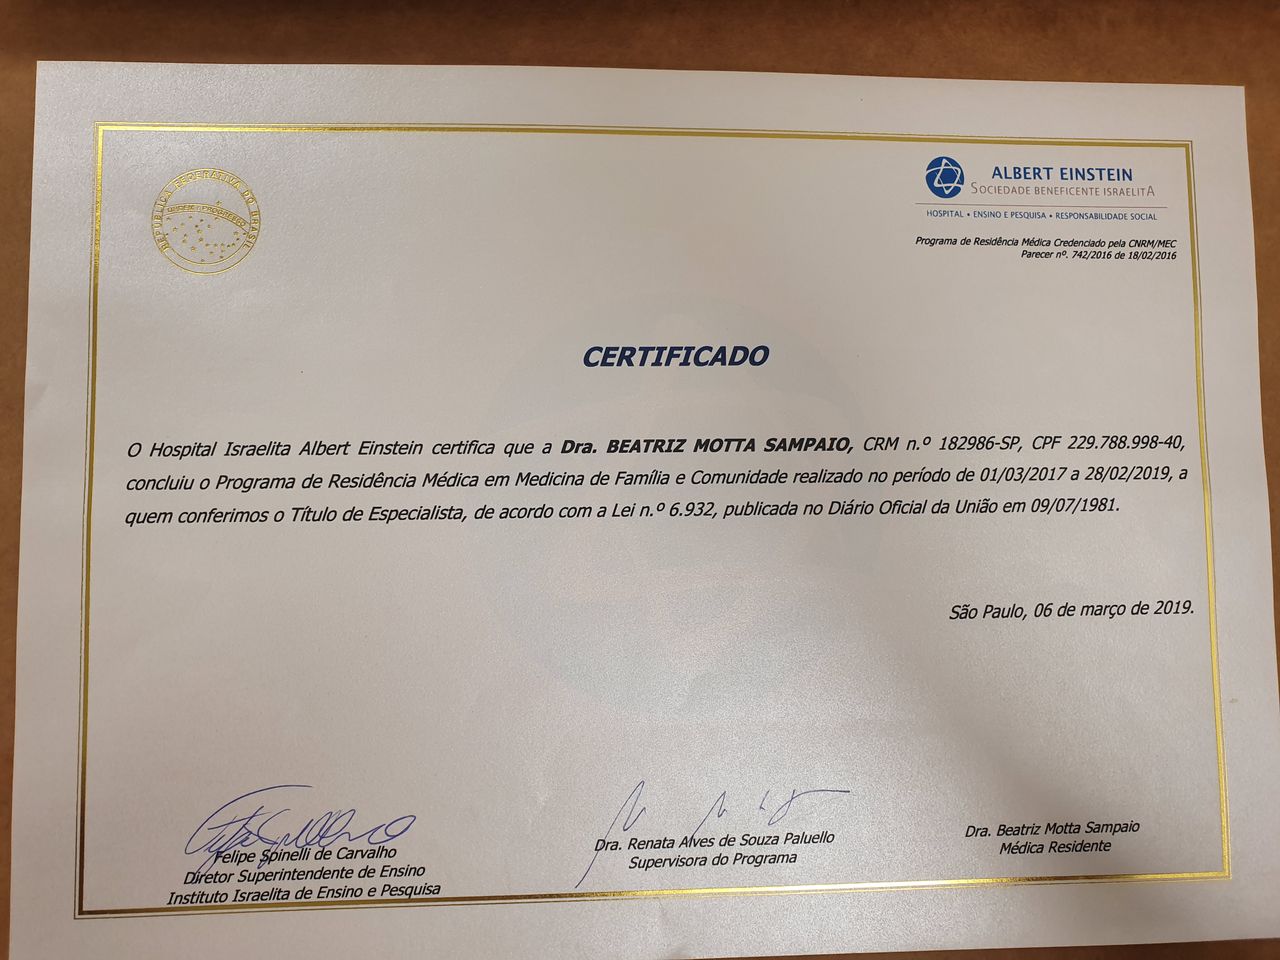 REPÚBLICA FEDERATIVA DO BRASIL
ORDEM E PROGRESSO
ALBERT EINSTEIN
SOCIEDADE BENEFICENTE ISRAELITA
HOSPITAL • ENSINO E PESQUISA • RESPONSABILIDADE SOCIAL
Programa de Residência Médica Credenciado pela CNRM/MEC
Parecer nº. 742/2016 de 18/02/2016
CERTIFICADO
O Hospital Israelita Albert Einstein certifica que a Dra. BEATRIZ MOTTA SAMPAIO, CRM n.º 182986-SP, CPF 229.788.998-40,
concluiu o Programa de Residência Médica em Medicina de Família e Comunidade realizado no período de 01/03/2017 a 28/02/2019, a
quem conferimos o Título de Especialista, de acordo com a Lei n.º 6.932, publicada no Diário Oficial da União em 09/07/1981.
São Paulo, 06 de março de 2019.
Felipe Spinelli de Carvalho
Diretor Superintendente de Ensino
Instituto Israelita de Ensino e Pesquisa
Dra. Renata Alves de Souza Paluello
Supervisora do Programa
Dra. Beatriz Motta Sampaio
Médica Residente